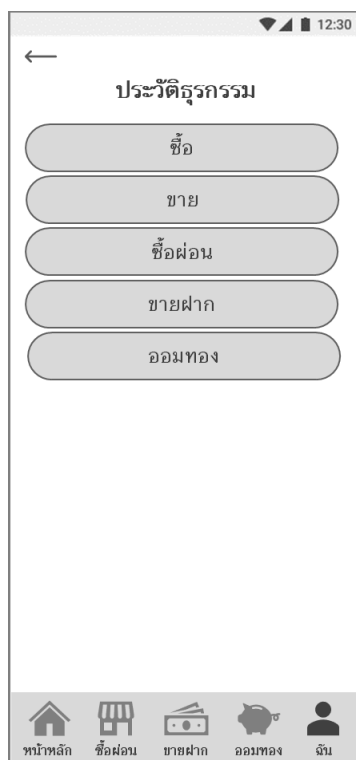 12:30
ประวัติธุรกรรม
ซื้อ
ขาย
ซื้อผ่อน
ขายฝาก
ออมทอง
หน้าหลัก ซื้อผ่อน ขายฝาก ออมทอง ฉัน